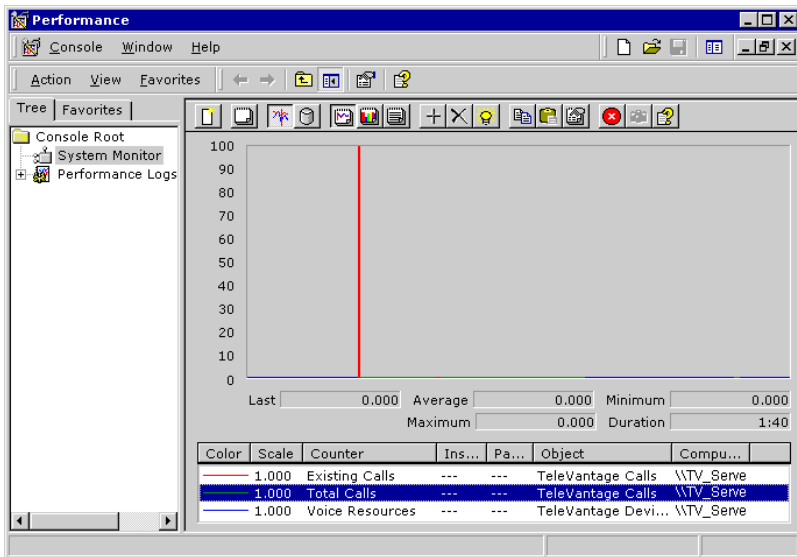 Performance
Console Window Help
Action View Favorites
Tree Favorites
Console Root
System Monitor
Performance Logs
100
90
80
70
60
50
40
30
20
10
0
Last 0.000 Average 0.000 Minimum 0.000
Maximum 0.000 Duration 1:40
Color Scale Counter Ins... Pa... Object Compu...
1.000 Existing Calls --- --- TeleVantage Calls \\TV_Serve
1.000 Total Calls --- --- TeleVantage Calls \\TV_Serve
1.000 Voice Resources --- --- TeleVantage Devi... \\TV_Serve